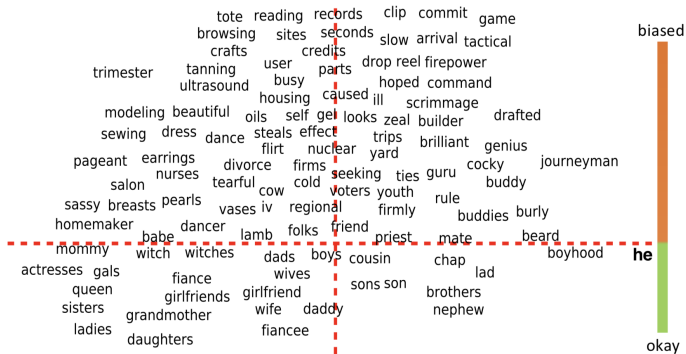 tote reading records clip commit game
browsing sites seconds slow arrival tactical biased
crafts credits drop reel firepower
trimester tanning user parts
ultrasound busy hoped command
housing caused ill scrimmage
modeling beautiful oils self gel looks zeal builder drafted
sewing dress dance steals effect trips brilliant genius
flirt nuclear yard
pageant earrings divorce firms cocky journeyman
nurses seeking ties guru
salon tearful cow cold voters youth buddy
sassy breasts pearls rule
vases iv regional firmly buddies burly
homemaker dancer folks friend
babe lamb priest mate beard
mommy witch witches dads boys cousin chap boyhood he
actresses gals wives lad
queen fiance girlfriends girlfriend sons son brothers
sisters grandmother wife daddy nephew
ladies daughters fiancee
okay